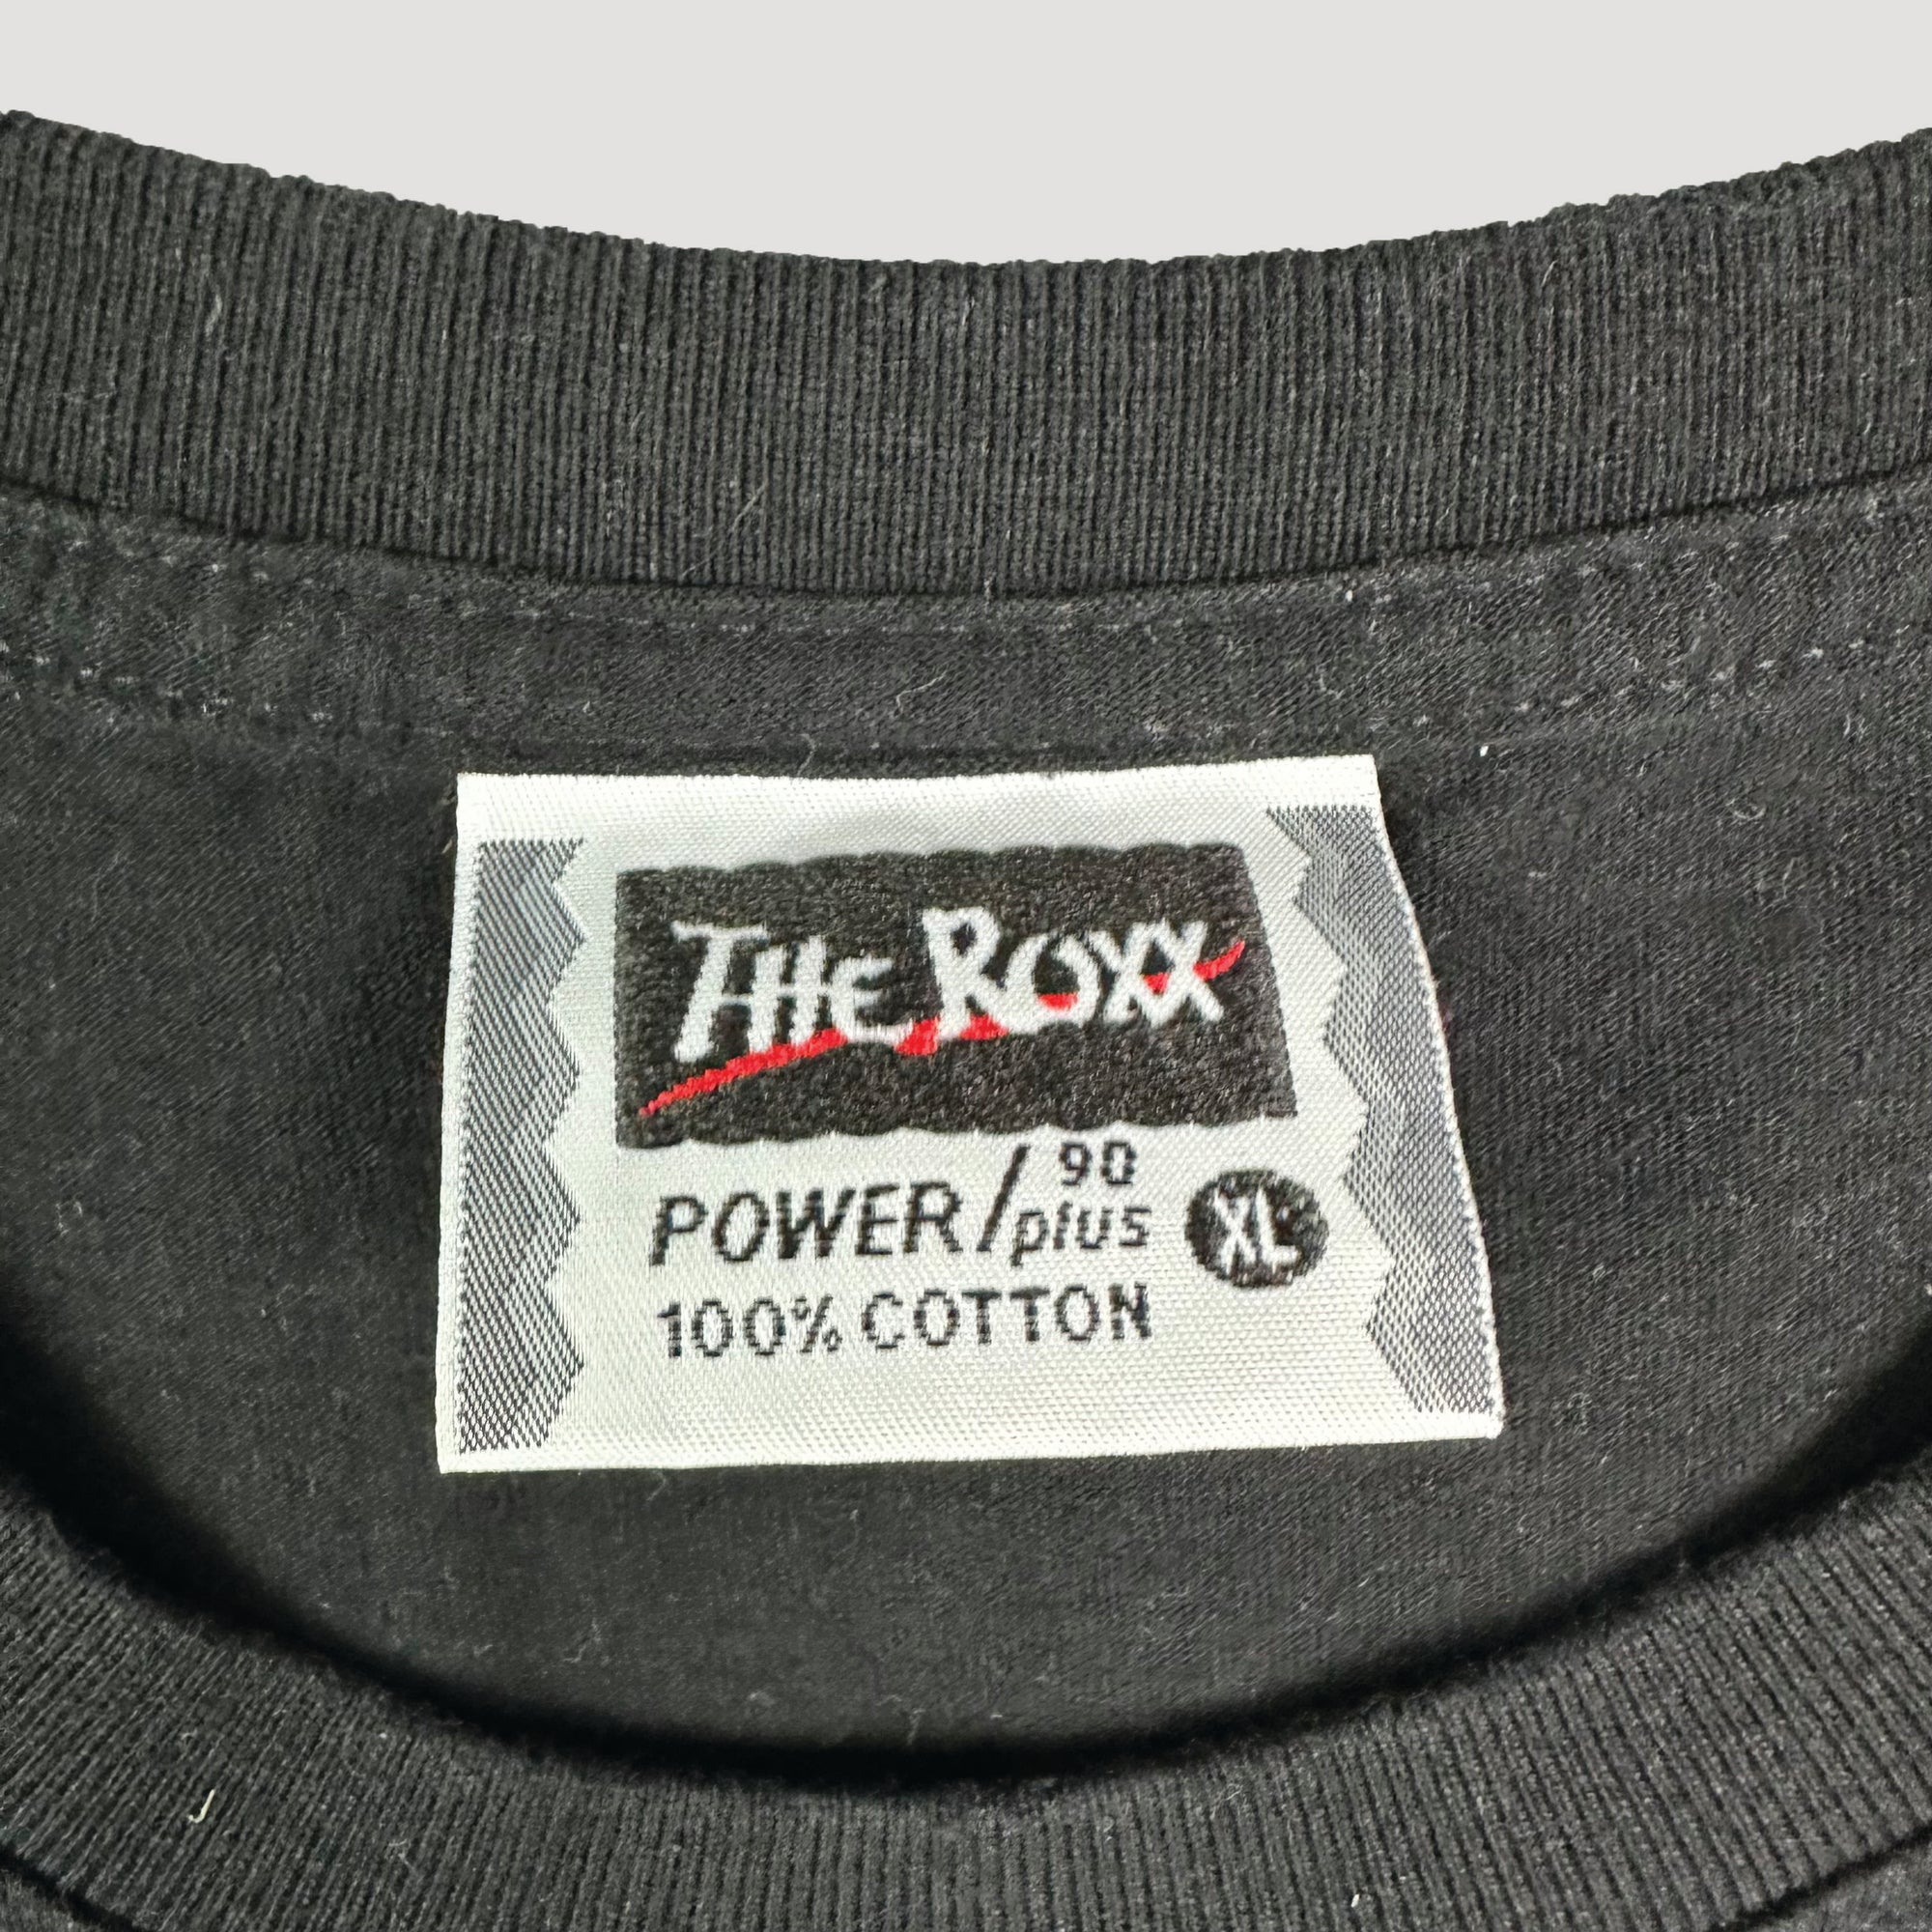 THE ROXX
POWER/90 plus XL
100% COTTON